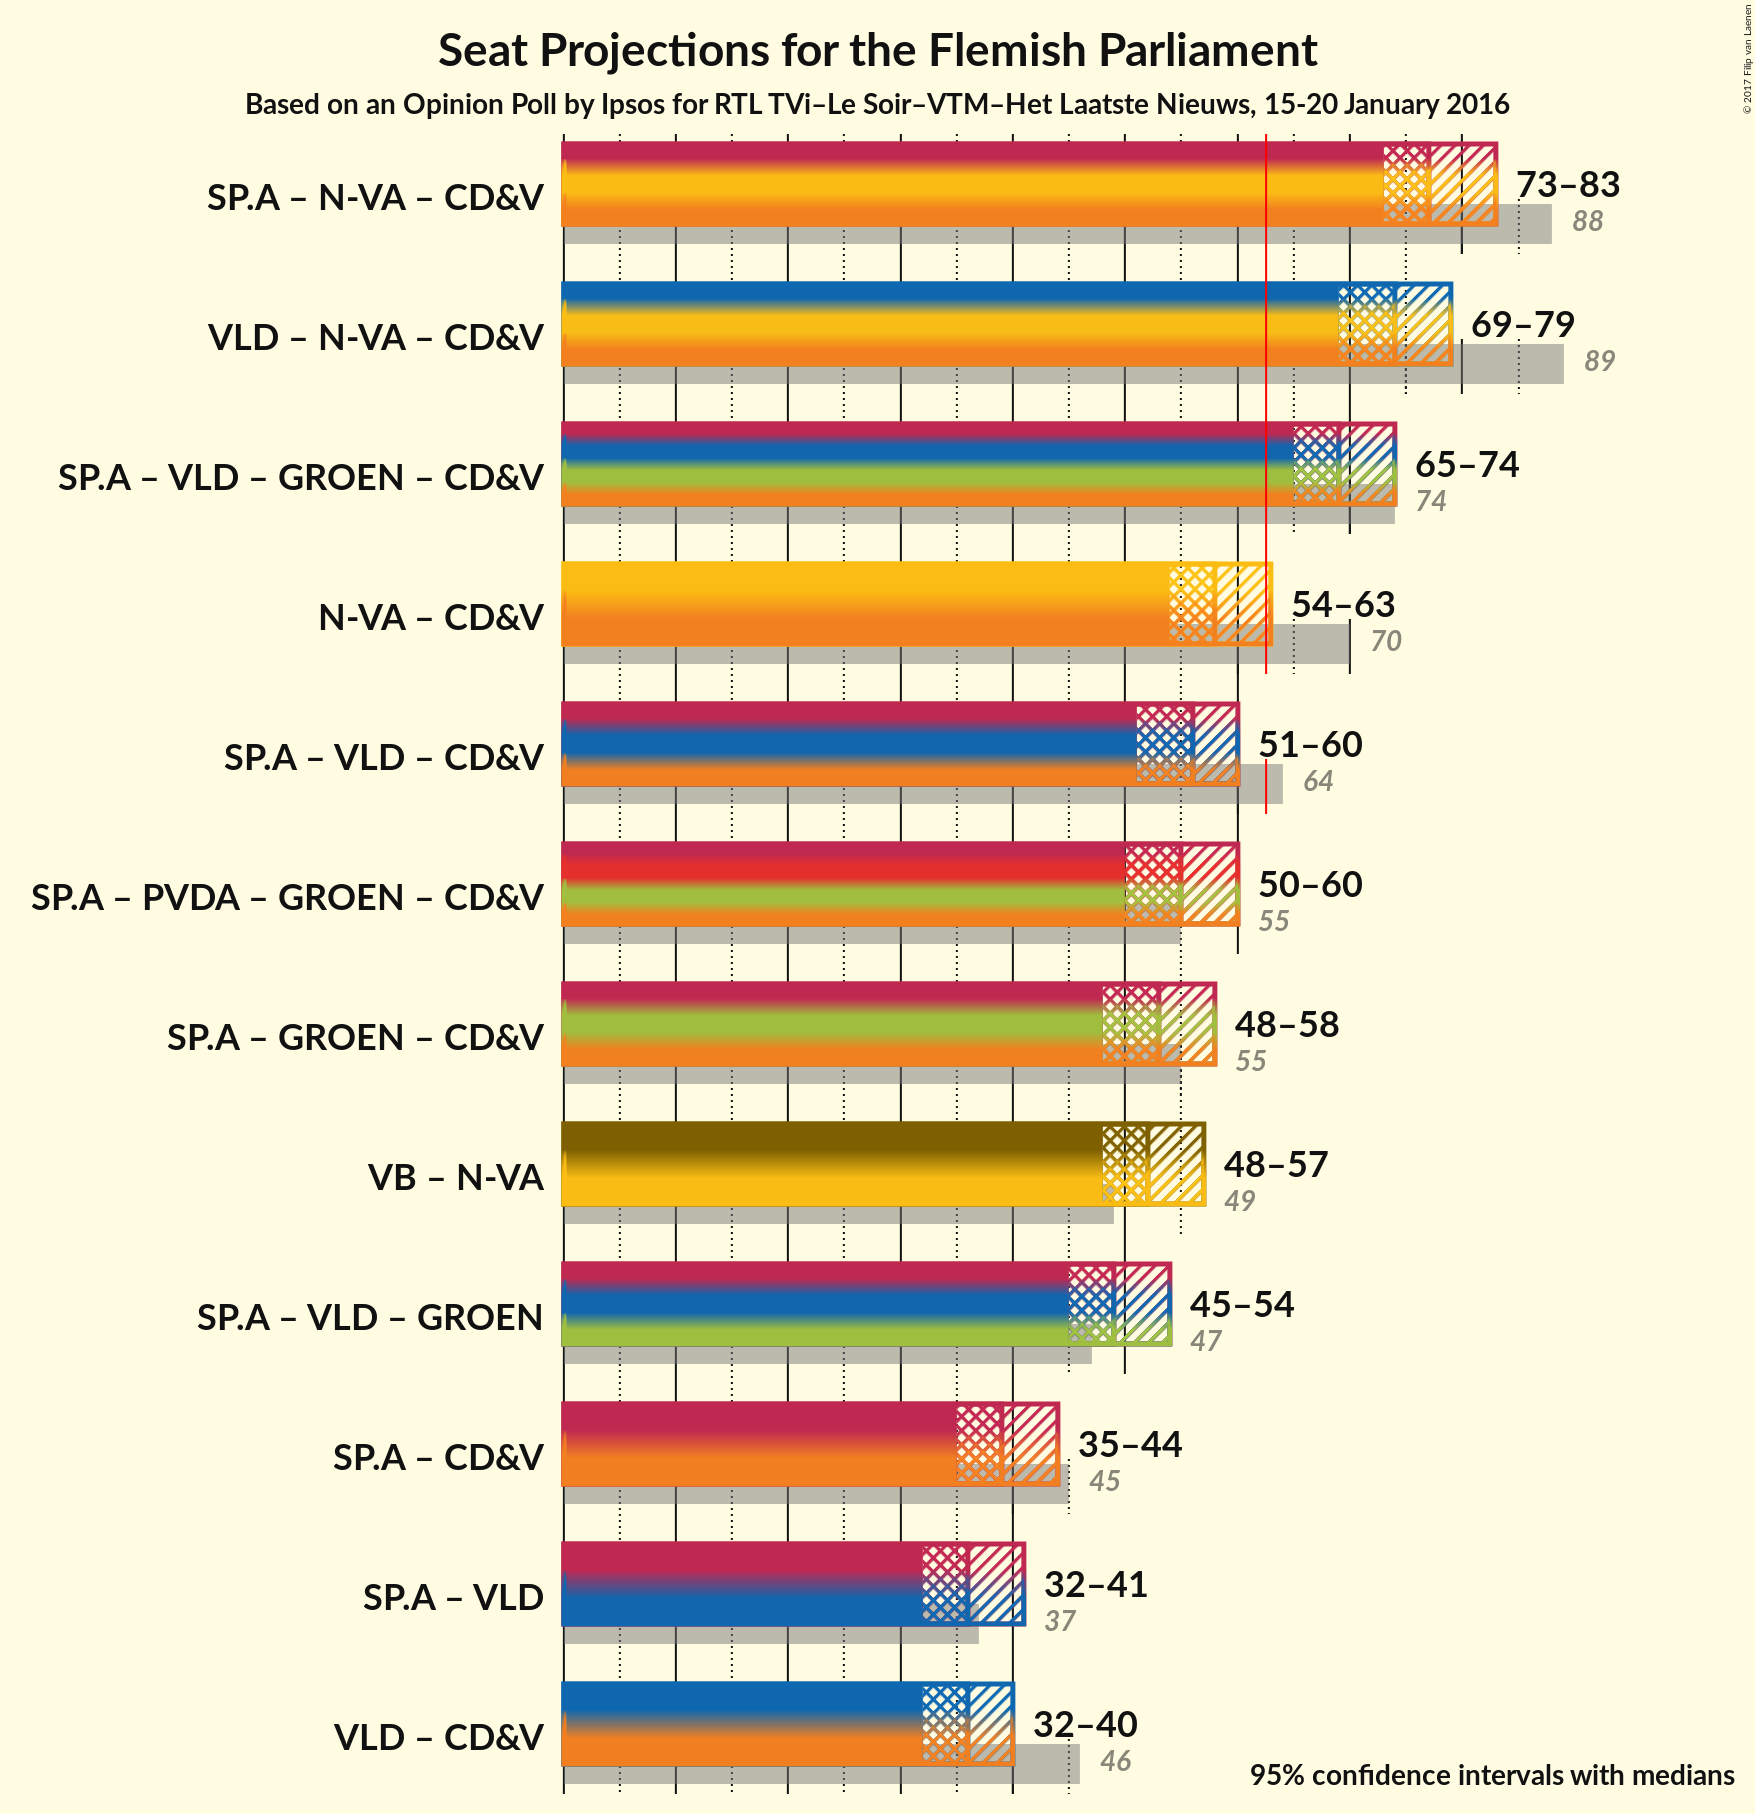 Seat Projections for the Flemish Parliament
Based on an Opinion Poll by Ipsos for RTL TVi–Le Soir–VTM–Het Laatste Nieuws, 15-20 January 2016
© 2017 Filip van Laenen
SP.A – N-VA – CD&V
73–83
88
VLD – N-VA – CD&V
69–79
89
SP.A – VLD – GROEN – CD&V
65–74
74
N-VA – CD&V
54–63
70
SP.A – VLD – CD&V
51–60
64
SP.A – PVDA – GROEN – CD&V
50–60
55
SP.A – GROEN – CD&V
48–58
55
VB – N-VA
48–57
49
SP.A – VLD – GROEN
45–54
47
SP.A – CD&V
35–44
45
SP.A – VLD
32–41
37
VLD – CD&V
32–40
46
95% confidence intervals with medians